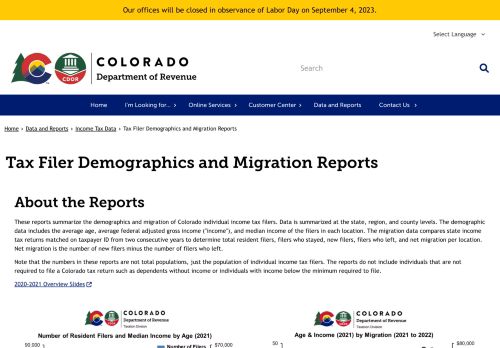 Our offices will be closed in observance of Labor Day on September 4, 2023.
Select Language
COLORADO
Department of Revenue
CDOR
Search
Home I'm Looking for... Online Services Customer Center Data and Reports Contact Us
Home › Data and Reports › Income Tax Data › Tax Filer Demographics and Migration Reports
Tax Filer Demographics and Migration Reports
About the Reports
These reports summarize the demographics and migration of Colorado individual income tax filers. Data is summarized at the state, region, and county levels. The demographic
data includes the average age, average federal adjusted gross income ("income"), and median income of the filers in each location. The migration data compares state income
tax returns matched on taxpayer ID from two consecutive years to determine total resident filers, filers who stayed, new filers, filers who left, and net migration per location.
Net migration is the number of new filers minus the number of filers who left.
Note that the numbers in these reports are not total populations, just the population of individual income tax filers. The reports do not include individuals that are not
required to file a Colorado tax return such as dependents without income or individuals with income below the minimum required to file.
2020-2021 Overview Slides
COLORADO
Department of Revenue
Taxation Division
Number of Resident Filers and Median Income by Age (2021)
90,000 Number of Filers $70,000
COLORADO
Department of Revenue
Taxation Division
Age & Income (2021) by Migration (2021 to 2022)
50 $80,000